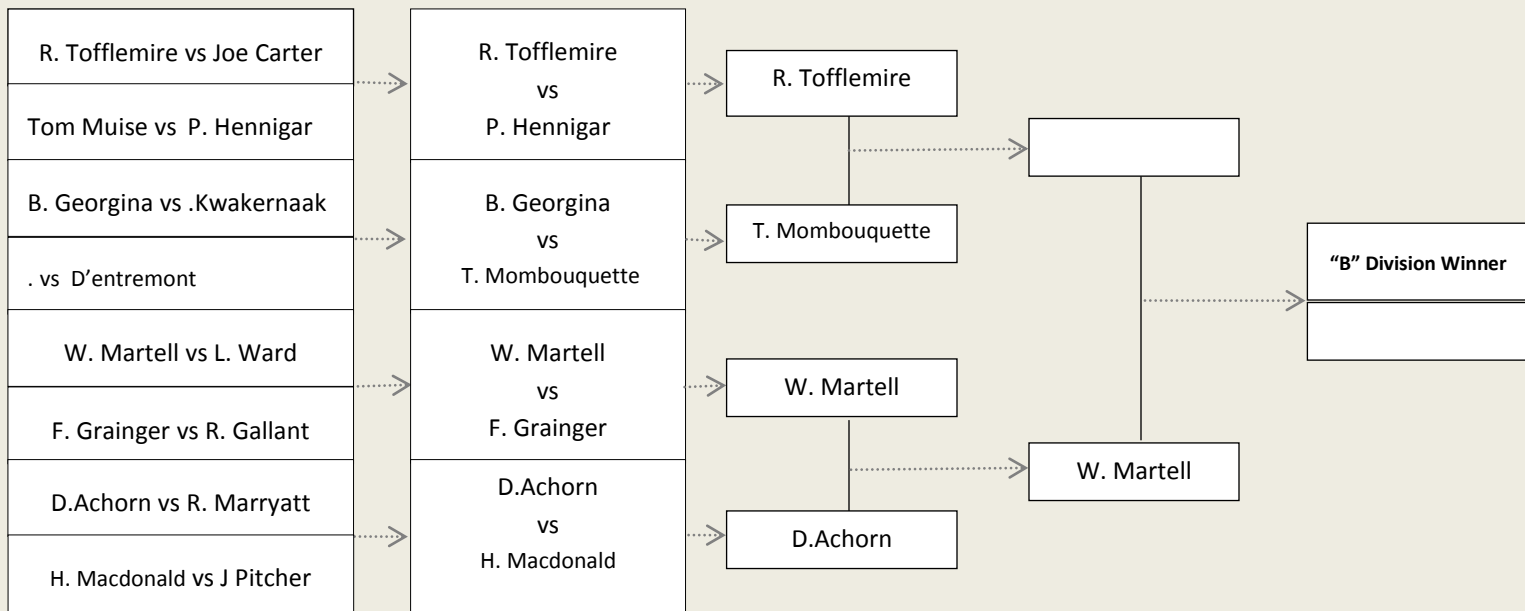 R. Tofflemire vs Joe Carter
Tom Muise vs P. Hennigar
B. Georgina vs .Kwakernaak
. vs D’entremont
W. Martell vs L. Ward
F. Grainger vs R. Gallant
D.Achorn vs R. Marryatt
H. Macdonald vs J Pitcher
R. Tofflemire
vs
P. Hennigar
B. Georgina
vs
T. Mombouquette
W. Martell
vs
F. Grainger
D.Achorn
vs
H. Macdonald
R. Tofflemire
T. Mombouquette
W. Martell
D.Achorn
W. Martell
“B” Division Winner